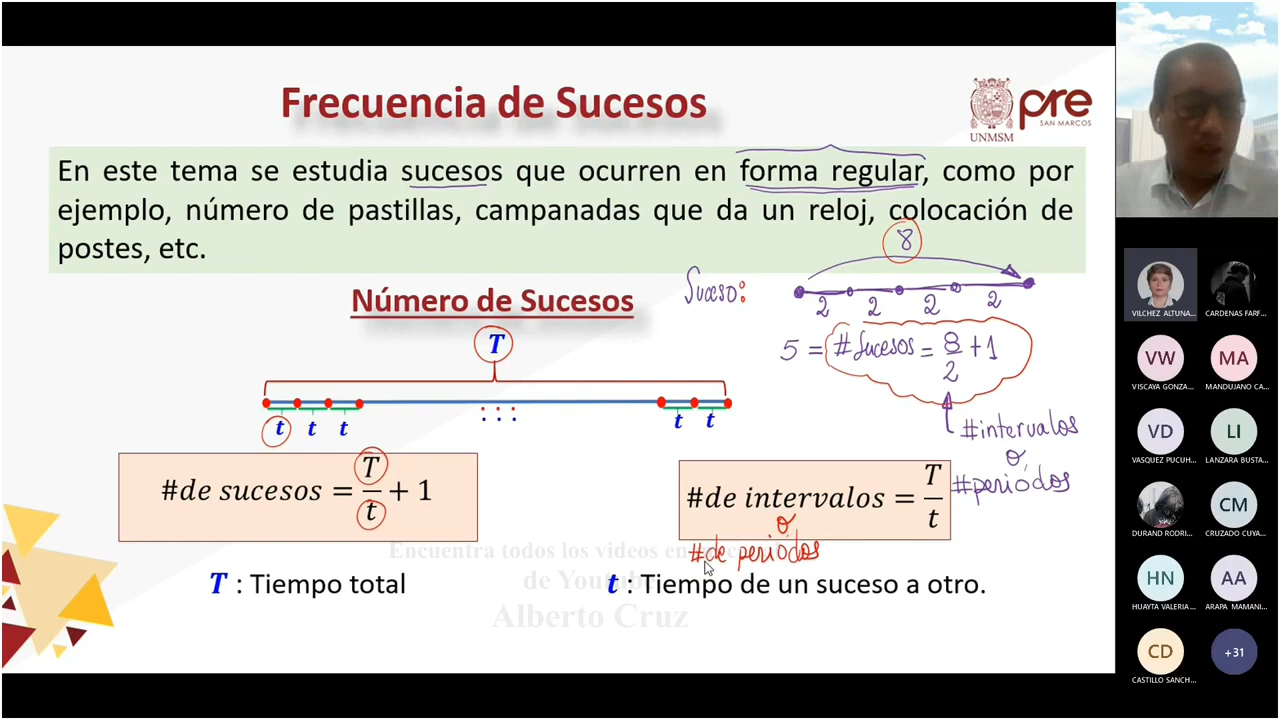 Frecuencia de Sucesos
UNMSM
pre
SAN MARCOS
En este tema se estudia sucesos que ocurren en forma regular, como por
ejemplo, número de pastillas, campanadas que da un reloj, colocación de
postes, etc.
8
Suceso:
2 2 2 2
5 = #Sucesos = 8/2 + 1
#intervalos
o
#periódos
Número de Sucesos
T
t t t ... t t
#de sucesos = T/t + 1
#de intervalos = T/t
o
#de periódos
Encuentra todos los videos en
de Youtube
Alberto Cruz
T : Tiempo total
t : Tiempo de un suceso a otro.
VILCHEZ ALTUNA...
CARDENAS FARF...
VW
MA
VISCAYA GONZA...
MANDUJANO CA...
VD
LI
VASQUEZ PUCUH...
LANZARA BUSTA...
CM
DURAND RODRI...
CRUZADO CUYA...
HN
AA
HUAYTA VALERIA ...
ARAPA MAMANI...
CD
+31
CASTILLO SANCH...